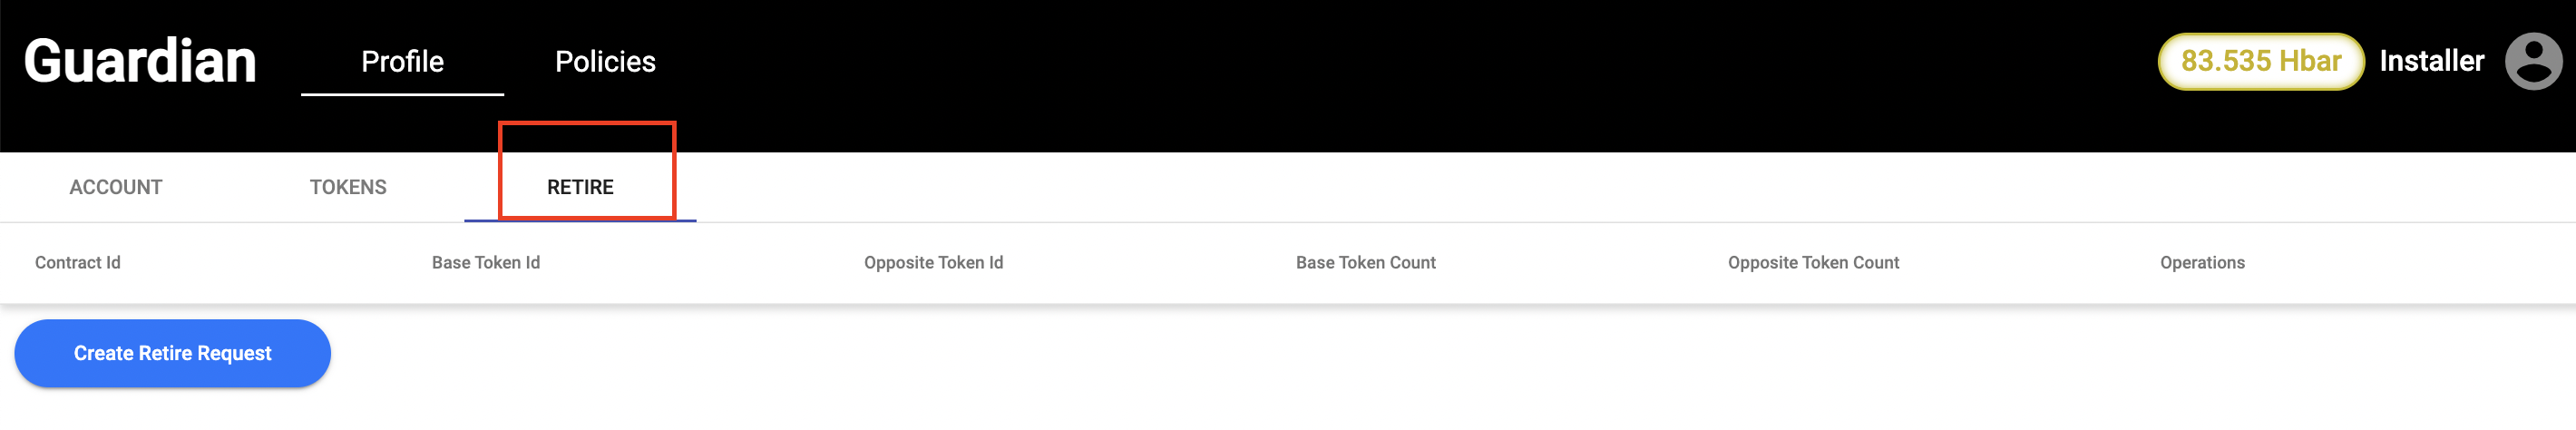 Guardian Profile Policies 83.535 Hbar Installer
ACCOUNT TOKENS RETIRE
Contract Id Base Token Id Opposite Token Id Base Token Count Opposite Token Count Operations
Create Retire Request